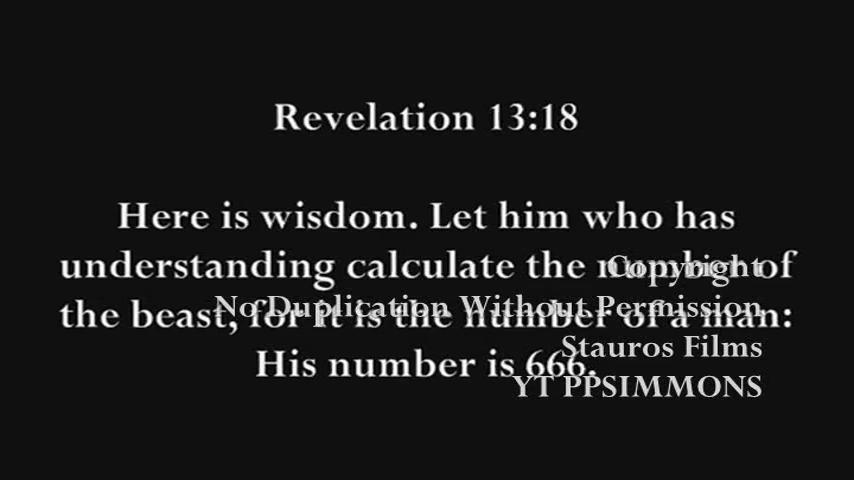 Revelation 13:18
Here is wisdom. Let him who has
understanding calculate the number of
the beast, for it is the number of a man:
His number is 666.
Copyright
No Duplication Without Permission
Stauros Films
YT PPSIMMONS